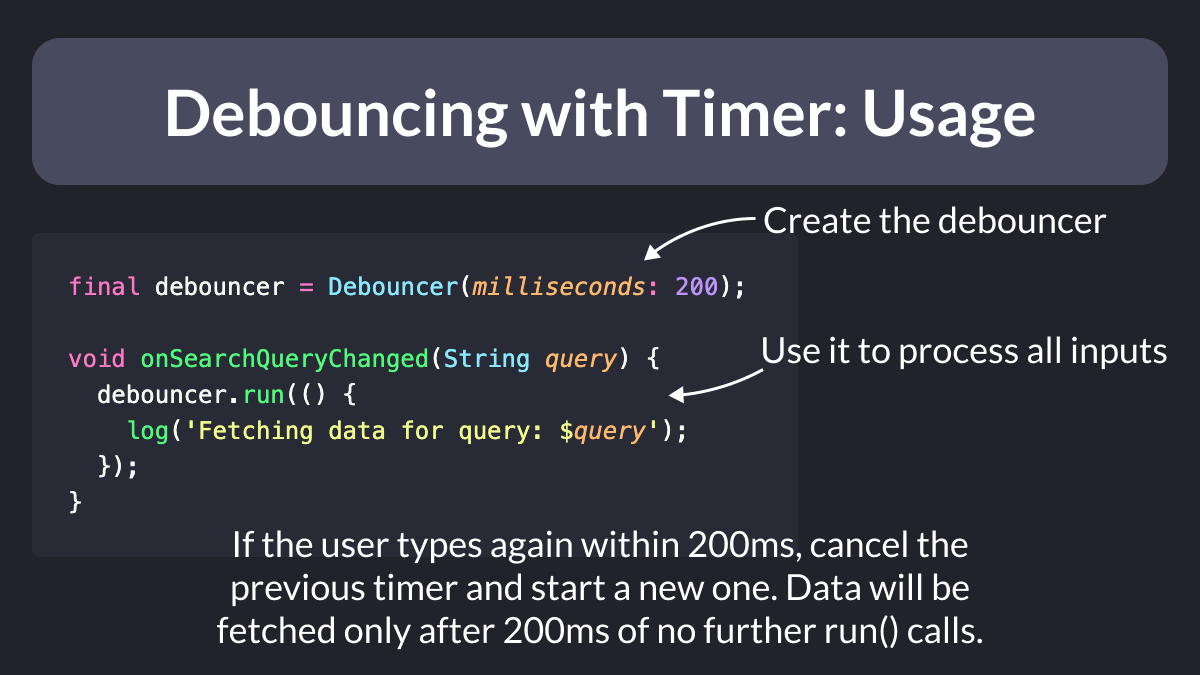 Debouncing with Timer: Usage
Create the debouncer
final debouncer = Debouncer(milliseconds: 200);
void onSearchQueryChanged(String query) {
Use it to process all inputs
debouncer.run(() {
log('Fetching data for query: $query');
});
}
If the user types again within 200ms, cancel the
previous timer and start a new one. Data will be
fetched only after 200ms of no further run() calls.